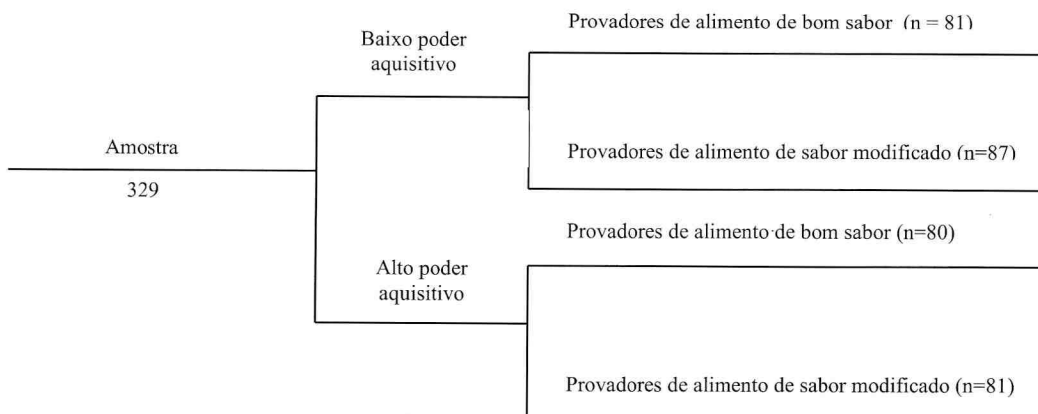 Provadores de alimento de bom sabor (n = 81)
Baixo poder
aquisitivo
Provadores de alimento de sabor modificado (n=87)
Amostra
329
Provadores de alimento de bom sabor (n=80)
Alto poder
aquisitivo
Provadores de alimento de sabor modificado (n=81)